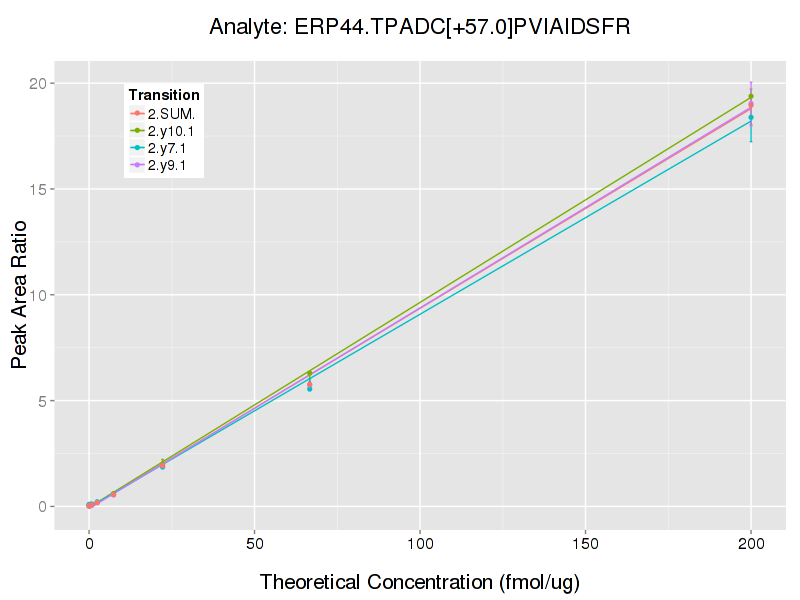 Analyte: ERP44.TPADC[+57.0]PVIAIDSFR
Transition
2.SUM.
2.y10.1
2.y7.1
2.y9.1
20
15
10
5
0
Peak Area Ratio
0 50 100 150 200
Theoretical Concentration (fmol/ug)